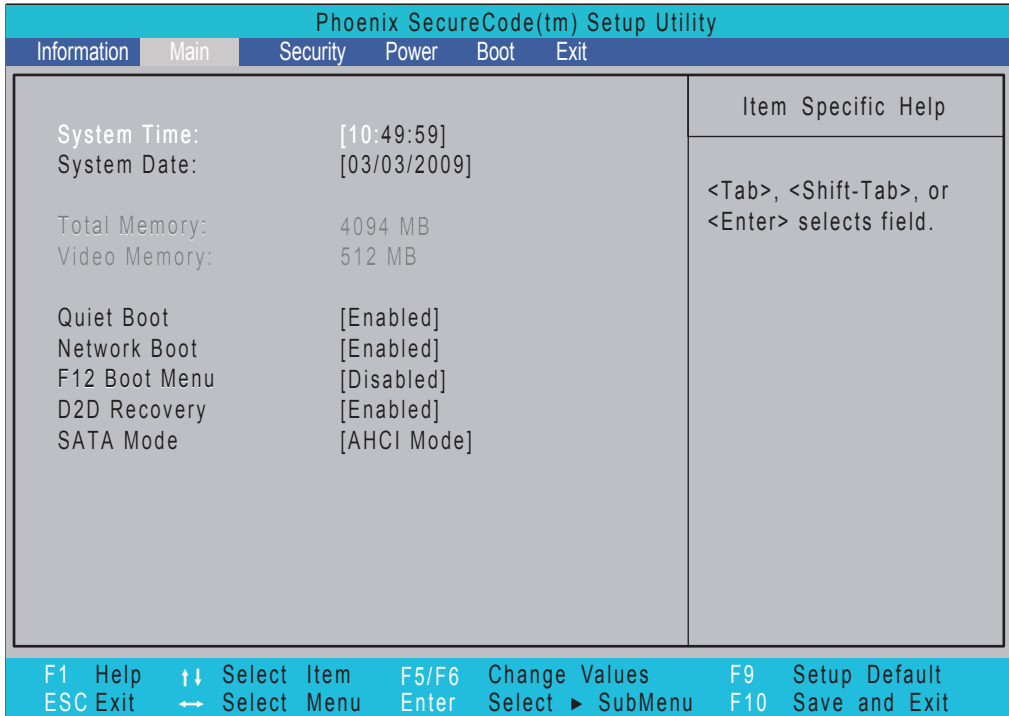 Phoenix SecureCode(tm) Setup Utility
Information Main Security Power Boot Exit
Item Specific Help
System Time: [10:49:59]
System Date: [03/03/2009]
<Tab>, <Shift-Tab>, or
<Enter> selects field.
Total Memory: 4094 MB
Video Memory: 512 MB
Quiet Boot [Enabled]
Network Boot [Enabled]
F12 Boot Menu [Disabled]
D2D Recovery [Enabled]
SATA Mode [AHCI Mode]
F1 Help ↑↓ Select Item F5/F6 Change Values F9 Setup Default
ESC Exit ↔ Select Menu Enter Select ► SubMenu F10 Save and Exit